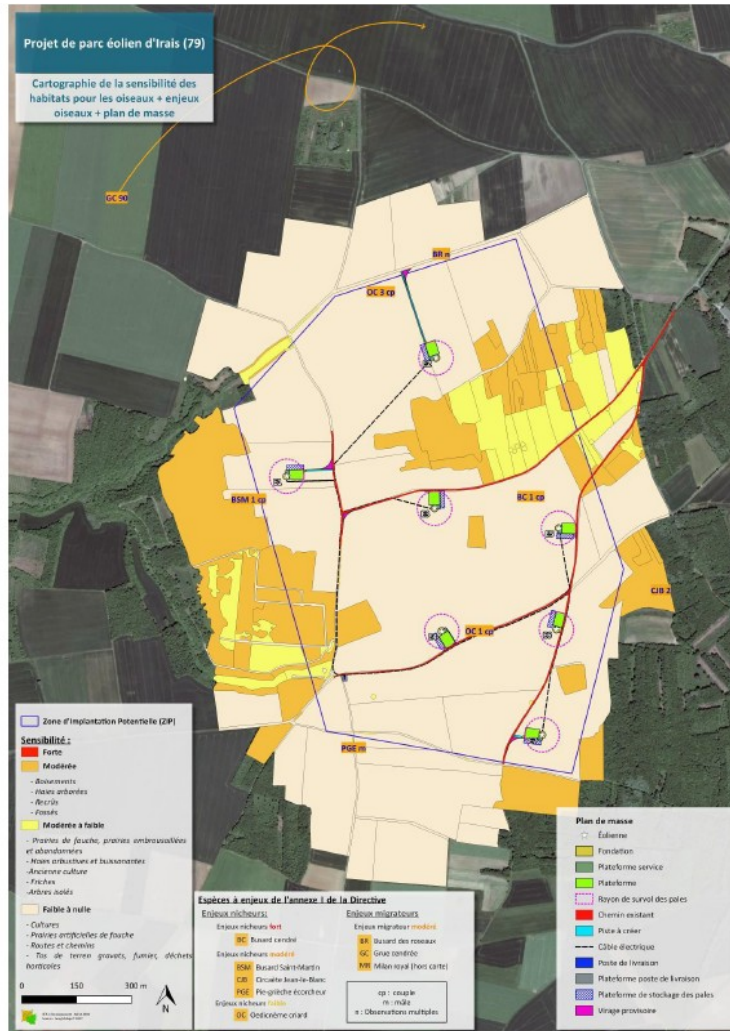 Projet de parc éolien d'Irais (79)
Cartographie de la sensibilité des
habitats pour les oiseaux + enjeux
oiseaux + plan de masse
GC 90
BR n
OC 3 cp
BSM 1 cp
BC 1 cp
CJB 2
OC 1 cp
PGE m
Zone d'Implantation Potentielle (ZIP)
Sensibilité :
Forte
Modérée
- Boisements
- Haies arborées
- Recrûs
- Fossés
Modérée à faible
- Prairies de fauche, prairies embroussaillées
et abandonnées
- Haies arbustives et buissonnantes
-Ancienne culture
- Friches
-Arbres isolés
Faible à nulle
- Cultures
- Prairies artificielles de fauche
- Routes et chemins
- Tas de terren gravats, fumier, déchets
horticoles
0 150 300 m
N
Espèces à enjeux de l'annexe I de la Directive
Enjeux nicheurs:
Enjeux nicheurs fort
BC Busard cendré
Enjeux nicheurs modéré
BSM Busard Saint-Martin
CJB Circaète Jean-le-Blanc
PGE Pie-grièche écorcheur
Enjeux nicheurs faible
OC Oedicnème criard
Enjeux migrateurs
Enjeux migrateur modéré
BR Busard des roseaux
GC Grue cendrée
MR Milan royal (hors carte)
cp : couple
m : mâle
n : Observations multiples
Plan de masse
Éolienne
Fondation
Plateforme service
Plateforme
Rayon de survol des pales
Chemin existant
Piste à créer
Câble électrique
Poste de livraison
Plateforme poste de livraison
Plateforme de stockage des pales
Virage provisoire